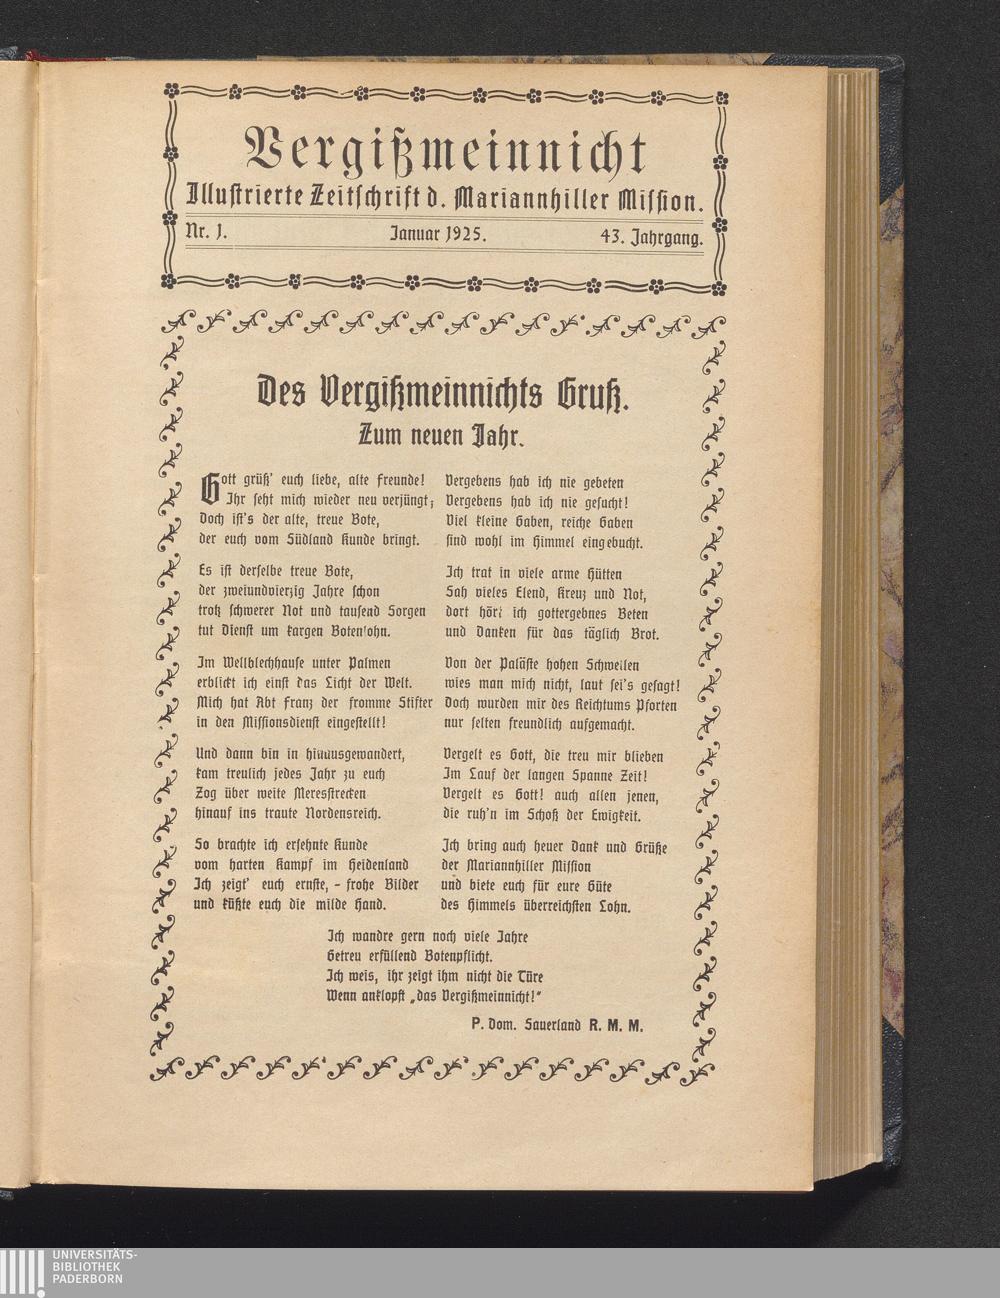 Vergißmeinnicht
Illustrierte Zeitschrift d. Mariannhiller Mission.
Nr. 1. Januar 1925. 43. Jahrgang.
Des Vergißmeinnichts Gruß.
Zum neuen Jahr.
Gott grüß' euch liebe, alte Freunde!
Ihr seht mich wieder neu verjüngt;
Doch ist's der alte, treue Bote,
der euch vom Südland Kunde bringt.
Es ist derselbe treue Bote,
der zweiundvierzig Jahre schon
trotz schwerer Not und tausend Sorgen
tut Dienst um kargen Botenlohn.
Im Wellblechhause unter Palmen
erblickt ich einst das Licht der Welt.
Mich hat Abt Franz der fromme Stifter
in den Missionsdienst eingestellt!
Und dann bin in hinausgewandert,
kam treulich jedes Jahr zu euch
Zog über weite Meresstrecken
hinauf ins traute Nordensreich.
So brachte ich ersehnte Kunde
vom harten Kampf im Heidenland
Ich zeigt' euch ernste, - frohe Bilder
und küßte euch die milde Hand.
Vergebens hab ich nie gebeten
Vergebens hab ich nie gesacht!
Viel kleine Gaben, reiche Gaben
sind wohl im Himmel eingebucht.
Ich trat in viele arme Hütten
Sah vieles Elend, Kreuz und Not,
dort hört ich gottergebnes Beten
und Danken für das täglich Brot.
Von der Paläste hohen Schwellen
wies man mich nicht, laut sei's gesagt!
Doch wurden mir des Reichtums Pforten
nur selten freundlich aufgemacht.
Vergelt es Gott, die treu mir blieben
Im Lauf der langen Spanne Zeit!
Vergelt es Gott! auch allen jenen,
die ruh'n im Schoß der Ewigkeit.
Ich bring auch heuer Dank und Grüße
der Mariannhiller Mission
und biete euch für eure Güte
des Himmels überreichsten Lohn.
Ich wandre gern noch viele Jahre
Getreu erfüllend Botenpflicht.
Ich weis, ihr zeigt ihm nicht die Türe
Wenn anklopft „das Vergißmeinnicht!"
P. Dom. Sauerland R. M. M.
UNIVERSITÄTS-
BIBLIOTHEK
PADERBORN